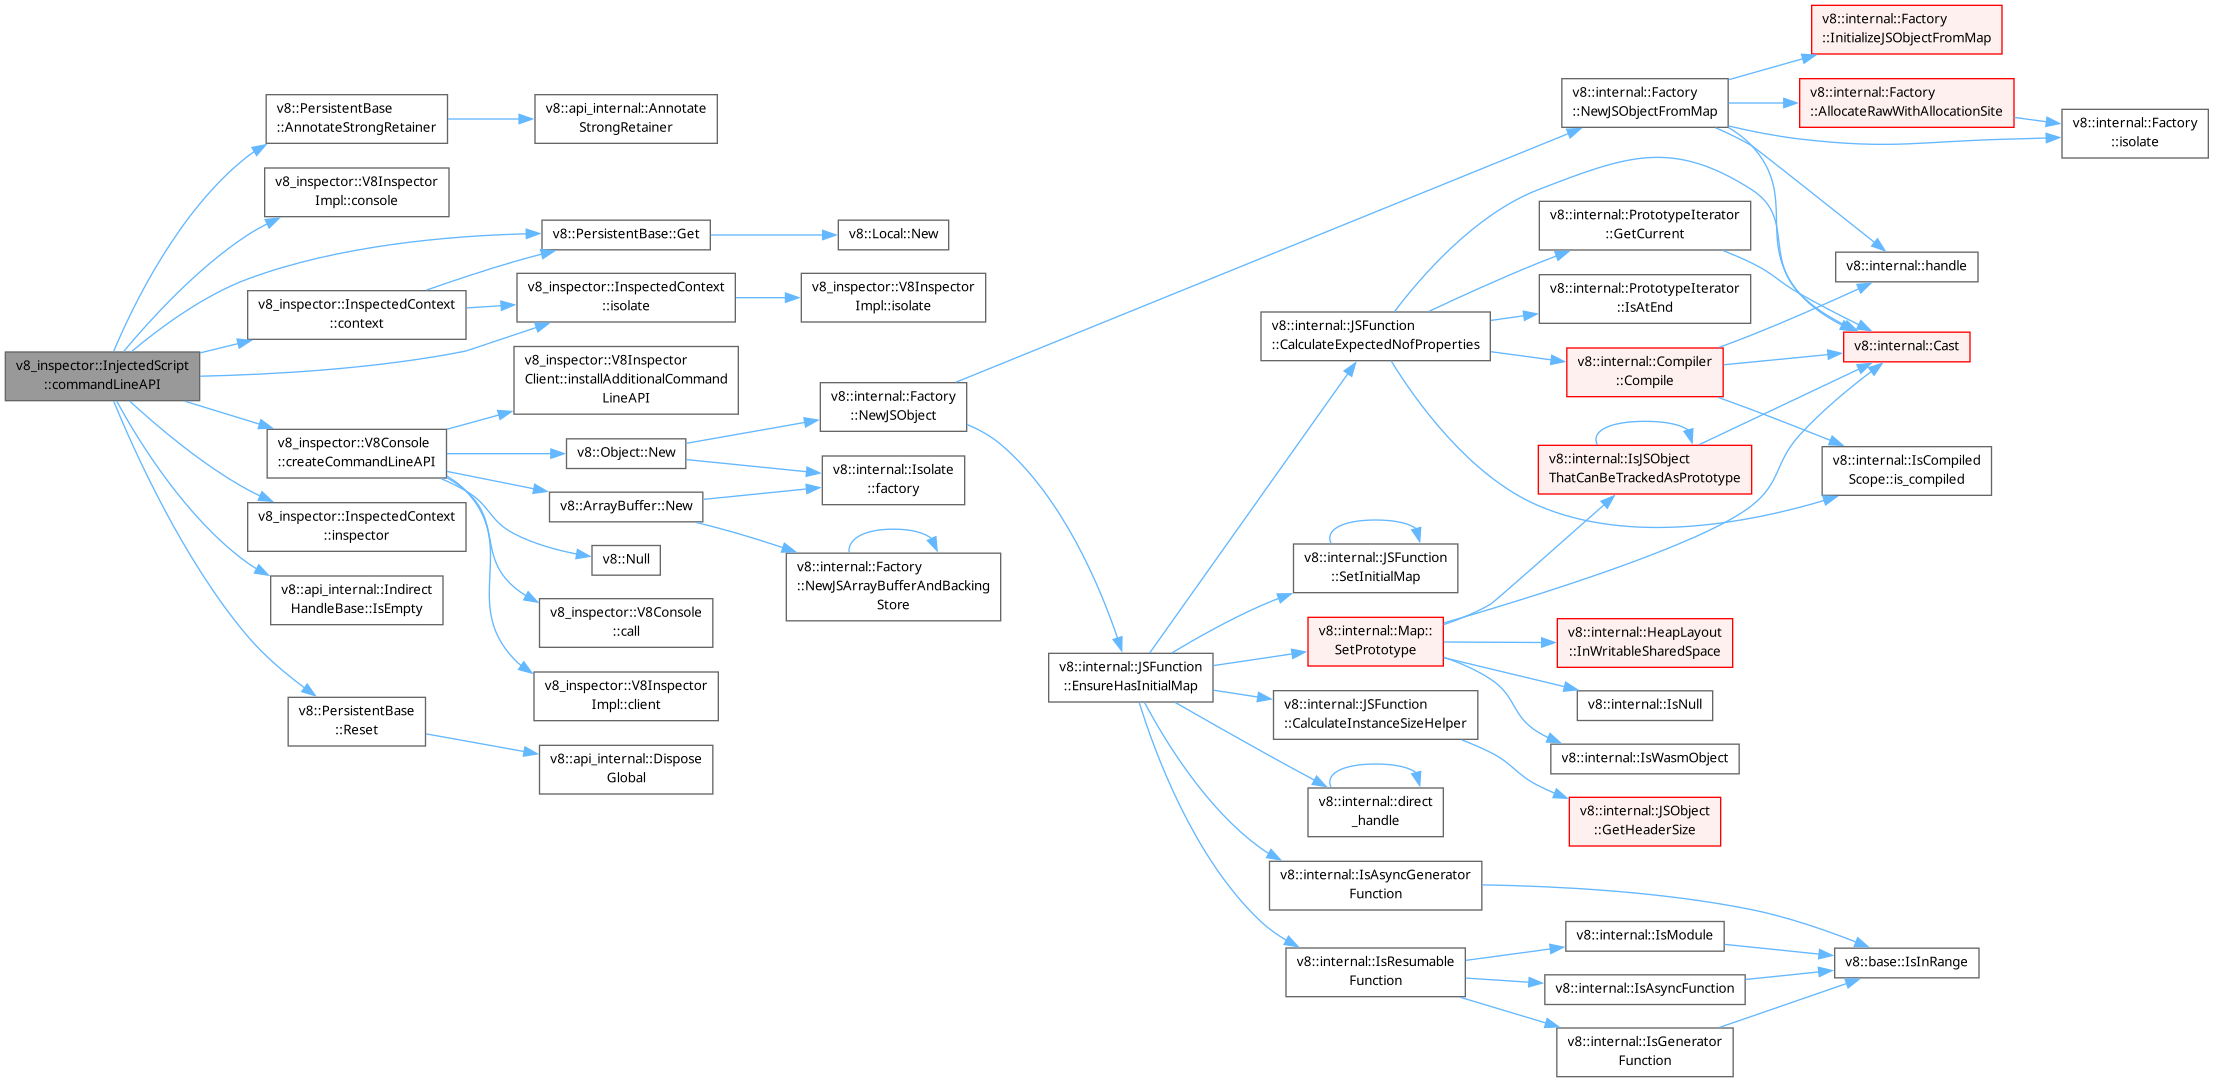 v8_inspector::InjectedScript
::commandLineAPI
v8::PersistentBase
::AnnotateStrongRetainer
v8::api_internal::Annotate
StrongRetainer
v8_inspector::V8Inspector
Impl::console
v8::PersistentBase::Get
v8::Local::New
v8_inspector::InspectedContext
::context
v8_inspector::InspectedContext
::isolate
v8_inspector::V8Inspector
Impl::isolate
v8_inspector::V8Console
::createCommandLineAPI
v8_inspector::V8Inspector
Client::installAdditionalCommand
LineAPI
v8::Object::New
v8::internal::Factory
::NewJSObject
v8::internal::Isolate
::factory
v8::ArrayBuffer::New
v8::internal::Factory
::NewJSArrayBufferAndBacking
Store
v8::Null
v8_inspector::V8Console
::call
v8_inspector::V8Inspector
Impl::client
v8_inspector::InspectedContext
::inspector
v8::api_internal::Indirect
HandleBase::IsEmpty
v8::PersistentBase
::Reset
v8::api_internal::Dispose
Global
v8::internal::Factory
::NewJSObjectFromMap
v8::internal::Factory
::InitializeJSObjectFromMap
v8::internal::Factory
::AllocateRawWithAllocationSite
v8::internal::Factory
::isolate
v8::internal::handle
v8::internal::Cast
v8::internal::JSFunction
::EnsureHasInitialMap
v8::internal::JSFunction
::CalculateExpectedNofProperties
v8::internal::PrototypeIterator
::GetCurrent
v8::internal::PrototypeIterator
::IsAtEnd
v8::internal::Compiler
::Compile
v8::internal::IsCompiled
Scope::is_compiled
v8::internal::IsJSObject
ThatCanBeTrackedAsPrototype
v8::internal::JSFunction
::SetInitialMap
v8::internal::Map::
SetPrototype
v8::internal::HeapLayout
::InWritableSharedSpace
v8::internal::IsNull
v8::internal::IsWasmObject
v8::internal::JSFunction
::CalculateInstanceSizeHelper
v8::internal::JSObject
::GetHeaderSize
v8::internal::direct
_handle
v8::internal::IsAsyncGenerator
Function
v8::internal::IsResumable
Function
v8::internal::IsModule
v8::internal::IsAsyncFunction
v8::internal::IsGenerator
Function
v8::base::IsInRange